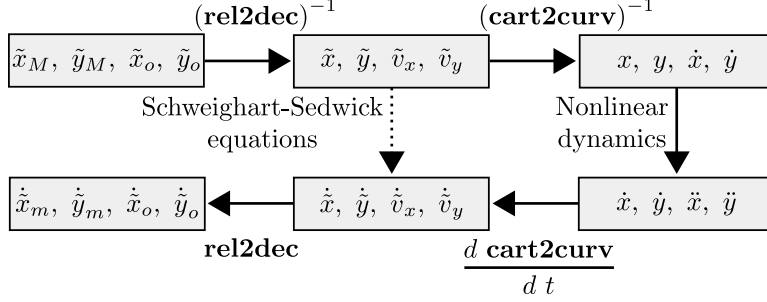 (rel2dec)⁻¹ (cart2curv)⁻¹
x̃_M, ỹ_M, x̃_o, ỹ_o
x̃, ỹ, ṽ_x, ṽ_y
x, y, ẋ, ẏ
Schweighart-Sedwick
equations
Nonlinear
dynamics
x̃̇_m, ỹ̇_m, x̃̇_o, ỹ̇_o
x̃̇, ỹ̇, ṽ̇_x, ṽ̇_y
ẋ, ẏ, ẍ, ÿ
rel2dec
d cart2curv
d t